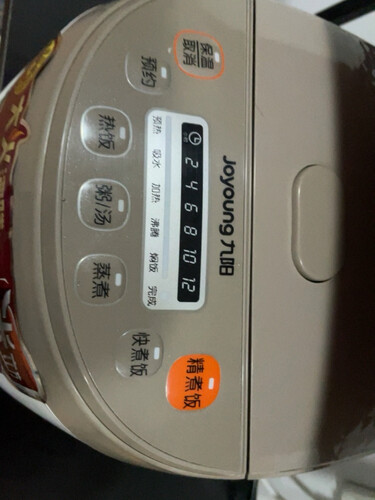 Joyoung九阳
2 4 6 8 10 12
预热 吸水 加热 沸腾 焖饭 完成
保温
取消
预约
热饭
粥/汤
蒸煮
快煮饭
精煮饭